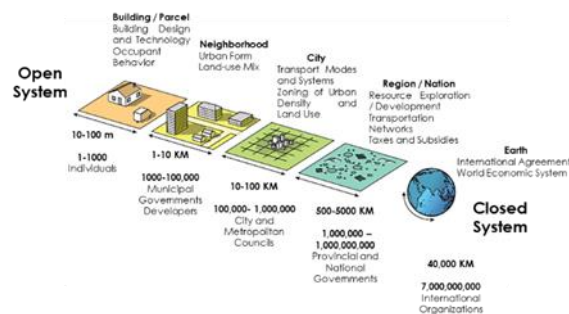 Building / Parcel
Building Design
and Technology
Occupant
Behavior
Neighborhood
Urban Form
Land-use Mix
City
Transport Modes
and Systems
Zoning of Urban
Density and
Land Use
Region / Nation
Resource Exploration
/ Development
Transportation
Networks
Taxes and Subsidies
Earth
International Agreement
World Economic System
Open
System
10-100 m
1-1000
Individuals
1-10 KM
1000-100,000
Municipal
Governments
Developers
10-100 KM
100,000- 1,000,000
City and
Metropolitan
Councils
500-5000 KM
1,000,000 –
1,000,000,000
Provincial and
National
Governments
Closed
System
40,000 KM
7,000,000,000
International
Organizations